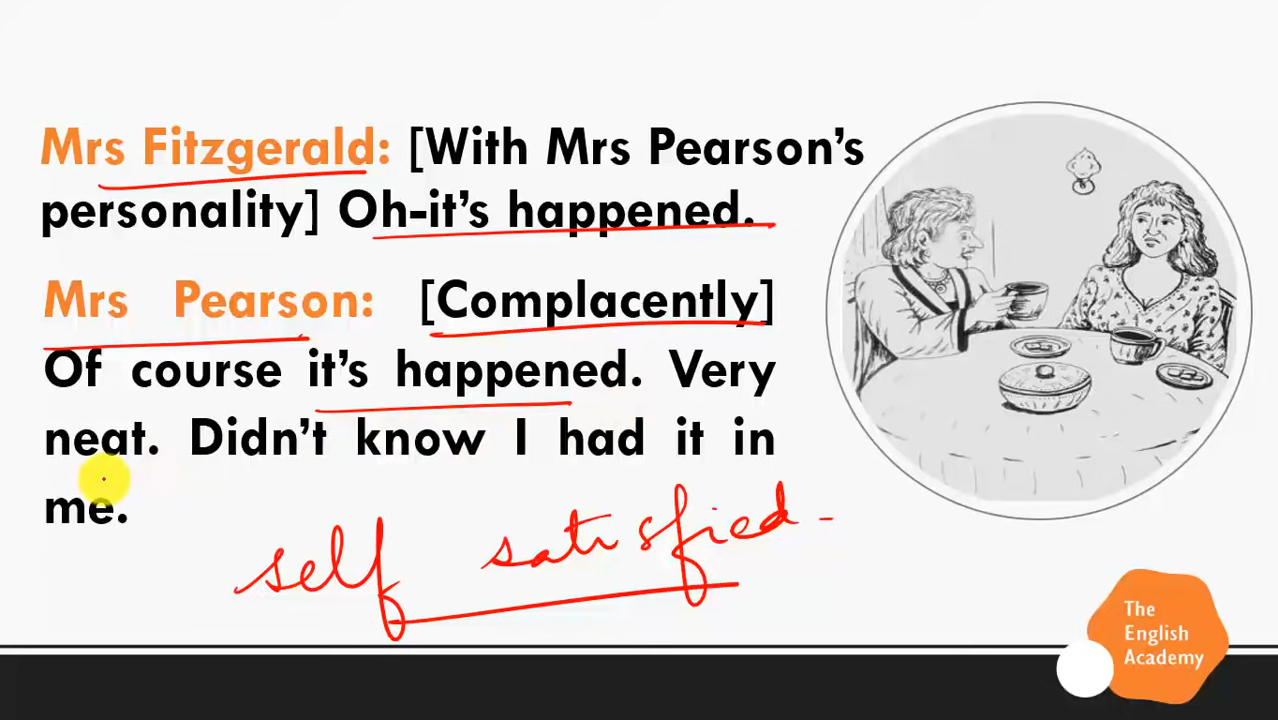 Mrs Fitzgerald: [With Mrs Pearson's
personality] Oh-it's happened.
Mrs Pearson: [Complacently]
Of course it's happened. Very
neat. Didn't know I had it in
me.
self satisfied-
The
English
Academy